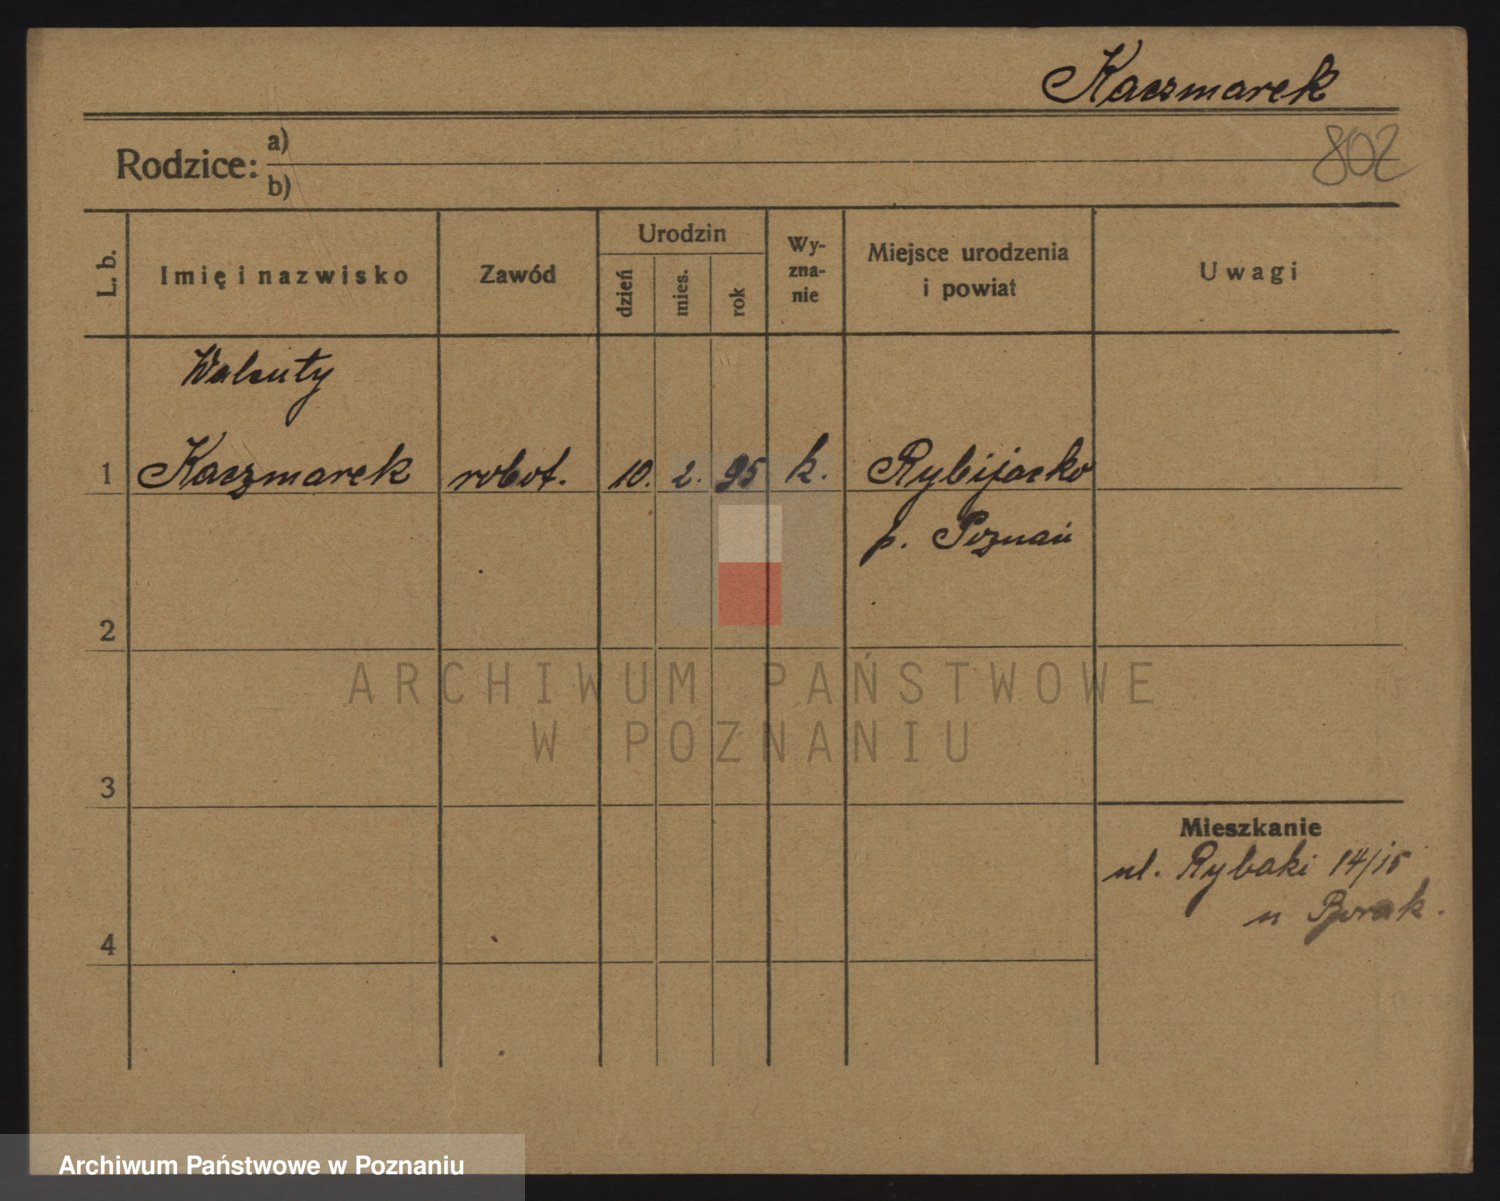 Kaczmarek
802
Rodzice: a)
b)
L. b. Imię i nazwisko Zawód Urodzin dzień mies. rok Wy-zna-nie Miejsce urodzenia i powiat Uwagi
Walenty
1 Kaczmarek robot. 10. 2. 95 k.
p. Poznań
2
ARCHIWUM PAŃSTWOWE
W POZNANIU
3
Mieszkanie
ul. Rybaki 14/15
4
Archiwum Państwowe w Poznaniu